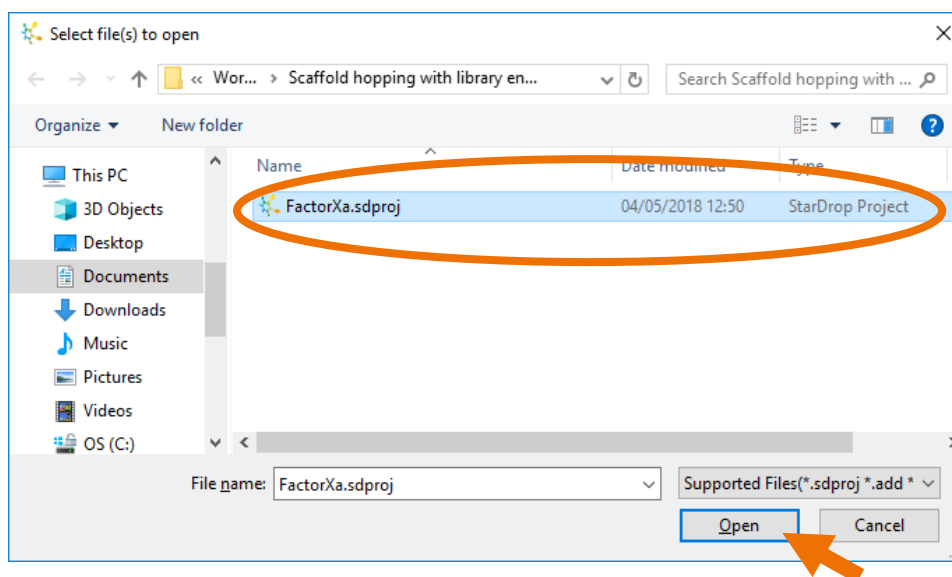 Select file(s) to open
« Wor... > Scaffold hopping with library en...
Search Scaffold hopping with ...
Organize
New folder
?
This PC
Name
Date modified
Type
3D Objects
FactorXa.sdproj
04/05/2018 12:50
StarDrop Project
Desktop
Documents
Downloads
Music
Pictures
Videos
OS (C:)
File name:
FactorXa.sdproj
Supported Files(*.sdproj *.add *
Open
Cancel